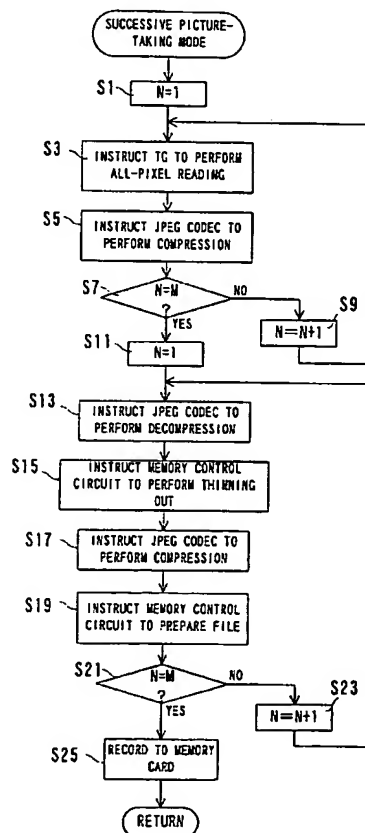 SUCCESSIVE PICTURE-
TAKING MODE
S1
N=1
S3
INSTRUCT TG TO PERFORM
ALL-PIXEL READING
S5
INSTRUCT JPEG CODEC TO
PERFORM COMPRESSION
S7
N=M
?
NO
YES
S9
N=N+1
S11
N=1
S13
INSTRUCT JPEG CODEC TO
PERFORM DECOMPRESSION
S15
INSTRUCT MEMORY CONTROL
CIRCUIT TO PERFORM THINNING
OUT
S17
INSTRUCT JPEG CODEC TO
PERFORM COMPRESSION
S19
INSTRUCT MEMORY CONTROL
CIRCUIT TO PREPARE FILE
S21
N=M
?
NO
YES
S23
N=N+1
S25
RECORD TO MEMORY
CARD
RETURN